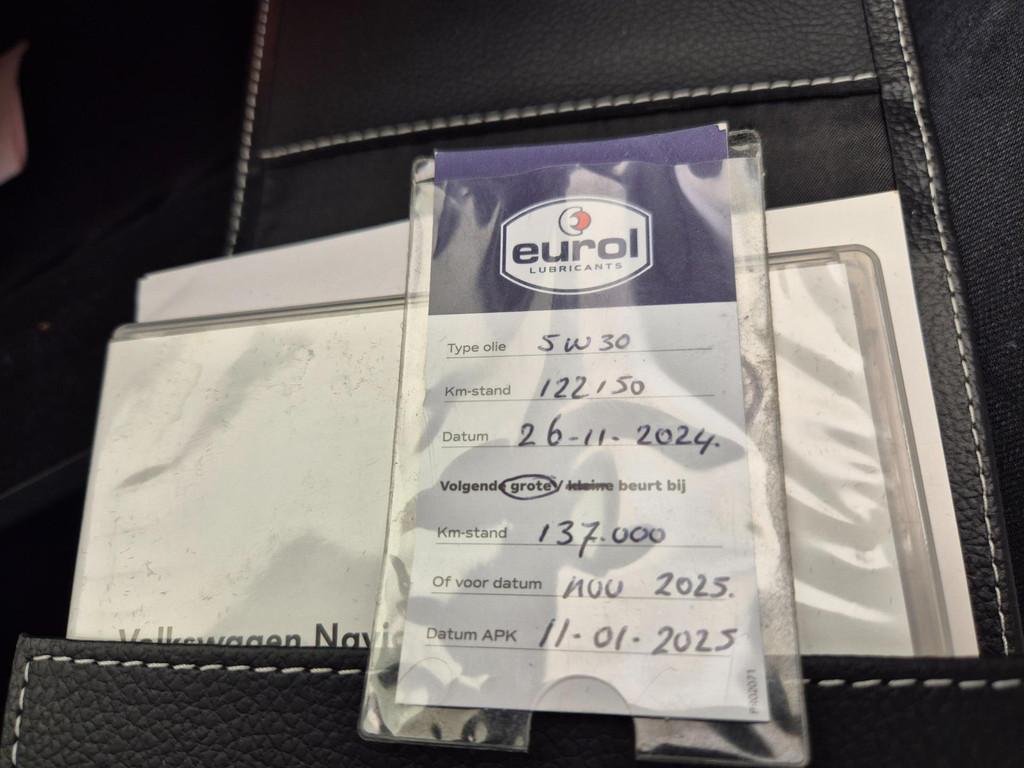 eurol
LUBRICANTS
Type olie 5W30
Km-stand 122150
Datum 26-11-2024.
Volgende grote / kleine beurt bij
Km-stand 137.000
Of voor datum nov 2025.
Datum APK 11-01-2025
PR02071
Volkswagen Navi